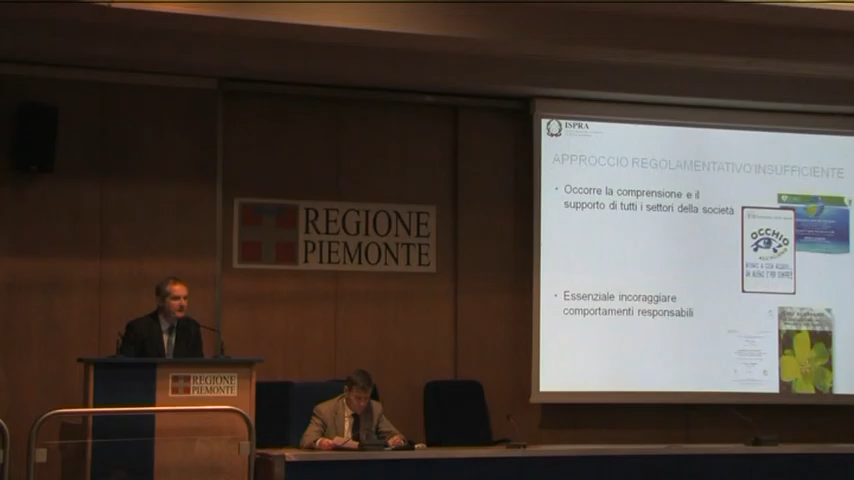 ISPRA
APPROCCIO REGOLAMENTATIVO INSUFFICIENTE
• Occorre la comprensione e il
supporto di tutti i settori della società
OCCHIO
• Essenziale incoraggiare
comportamenti responsabili
REGIONE
PIEMONTE
REGIONE
PIEMONTE